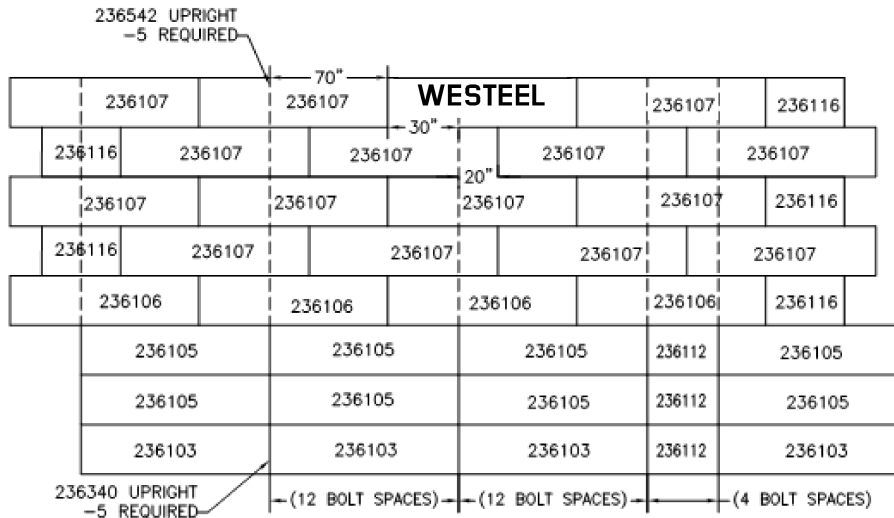 236542 UPRIGHT
-5 REQUIRED
70"
236107 236107 WESTEEL 236107 236116
30"
236116 236107 236107 236107 236107
20"
236107 236107 236107 236107 236116
236116 236107 236107 236107 236107
236106 236106 236106 236106 236116
236105 236105 236105 236112 236105
236105 236105 236105 236112 236105
236103 236103 236103 236112 236103
236340 UPRIGHT
-5 REQUIRED
(12 BOLT SPACES) (12 BOLT SPACES) (4 BOLT SPACES)